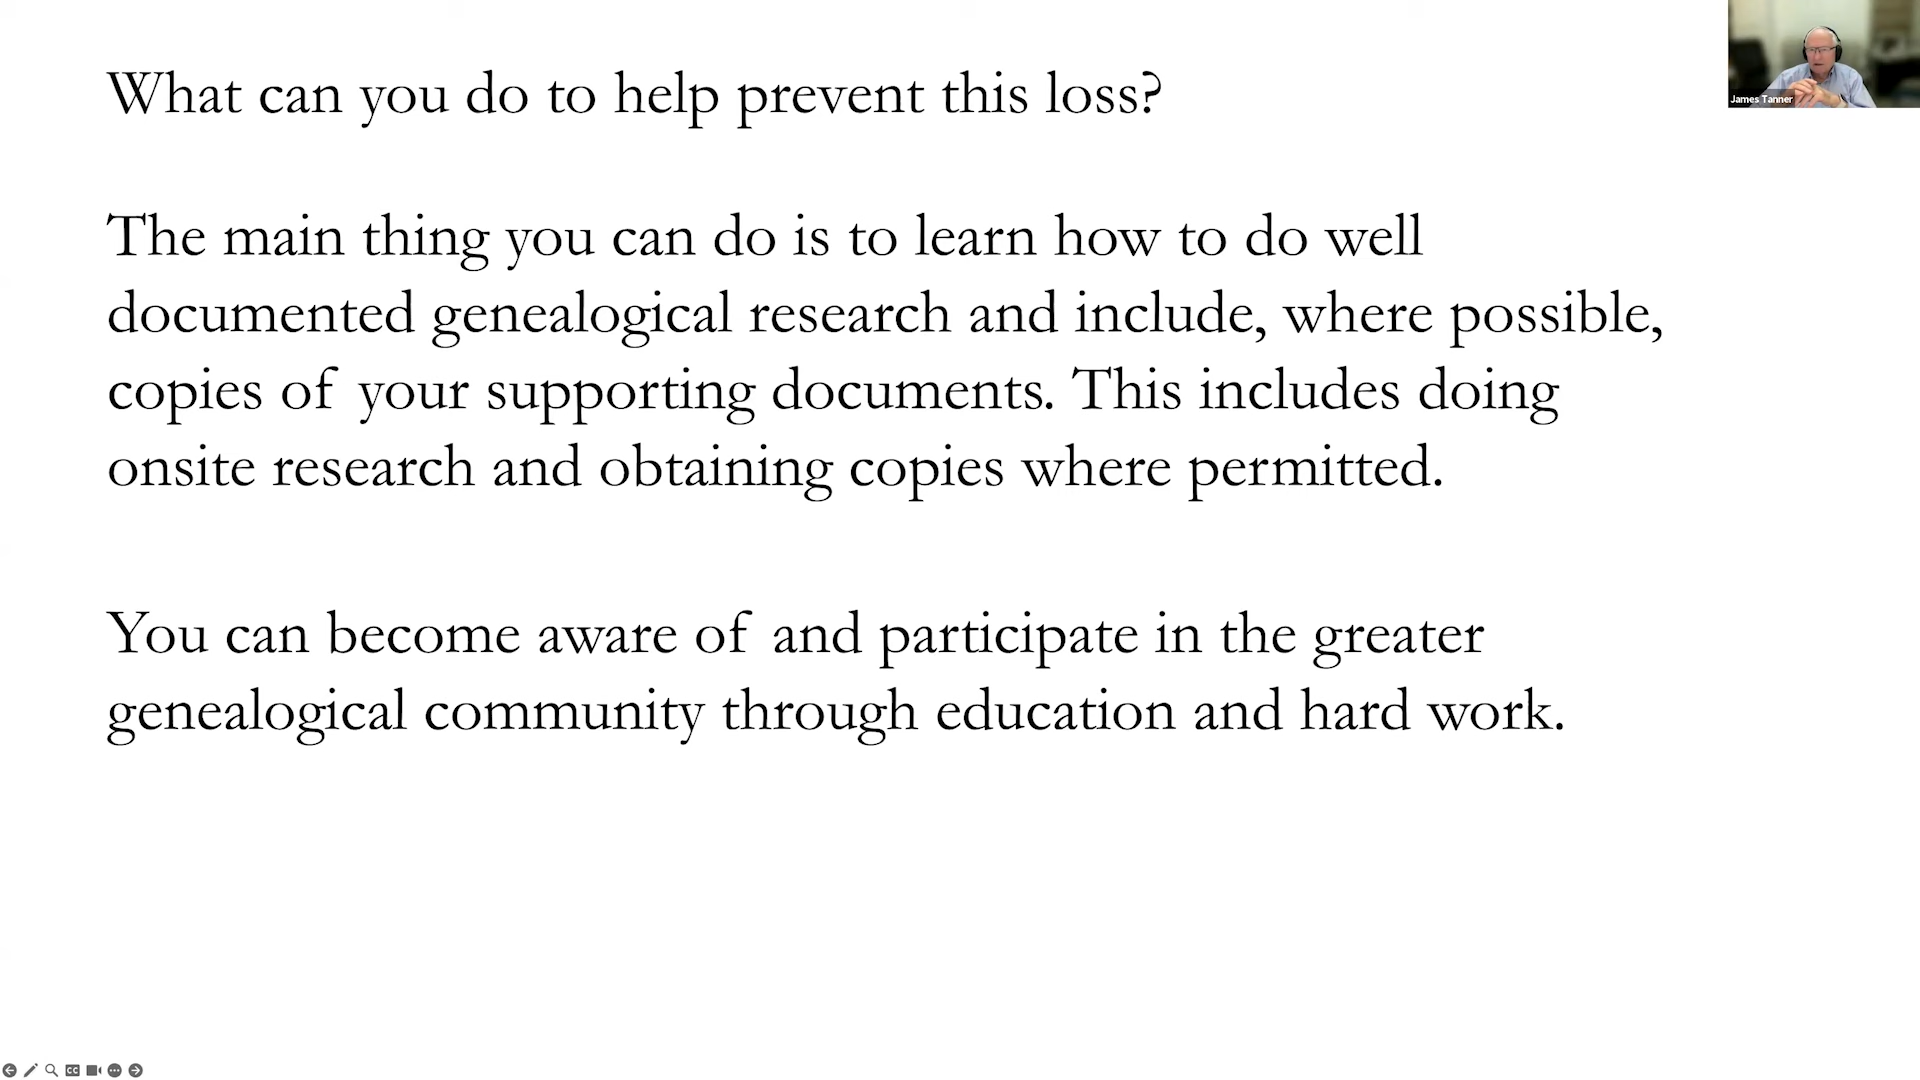 What can you do to help prevent this loss?
James Tanner
The main thing you can do is to learn how to do well
documented genealogical research and include, where possible,
copies of your supporting documents. This includes doing
onsite research and obtaining copies where permitted.
You can become aware of and participate in the greater
genealogical community through education and hard work.
CC